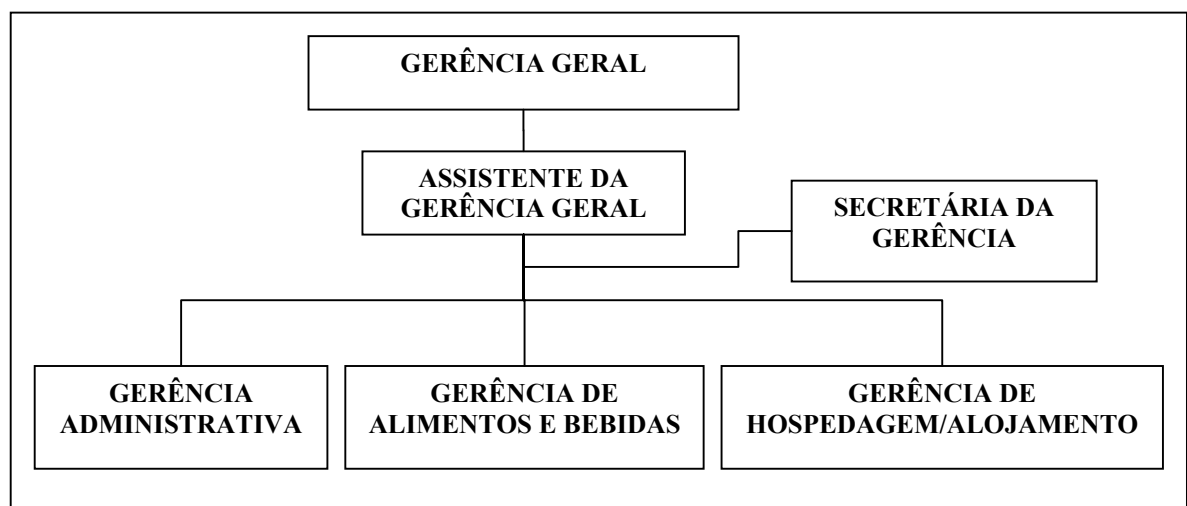 GERÊNCIA GERAL
ASSISTENTE DA
GERÊNCIA GERAL
SECRETÁRIA DA
GERÊNCIA
GERÊNCIA
ADMINISTRATIVA
GERÊNCIA DE
ALIMENTOS E BEBIDAS
GERÊNCIA DE
HOSPEDAGEM/ALOJAMENTO